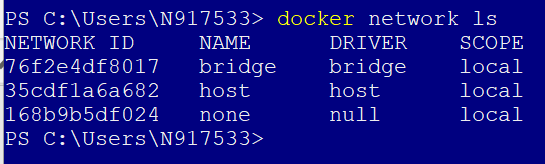 PS C:\Users\N917533> docker network ls
NETWORK ID NAME DRIVER SCOPE
76f2e4df8017 bridge bridge local
35cdf1a6a682 host host local
168b9b5df024 none null local
PS C:\Users\N917533>